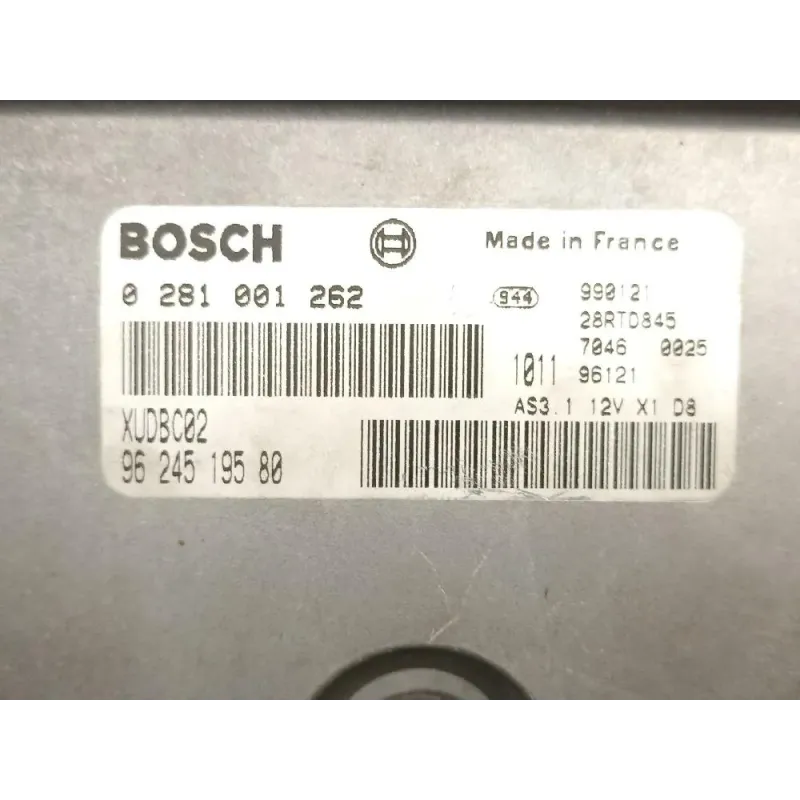 BOSCH Made in France
0 281 001 262 944 990121
28RTD845
7046 0025
1011 96121
AS3.1 12V X1 D8
XUDBC02
96 245 195 80